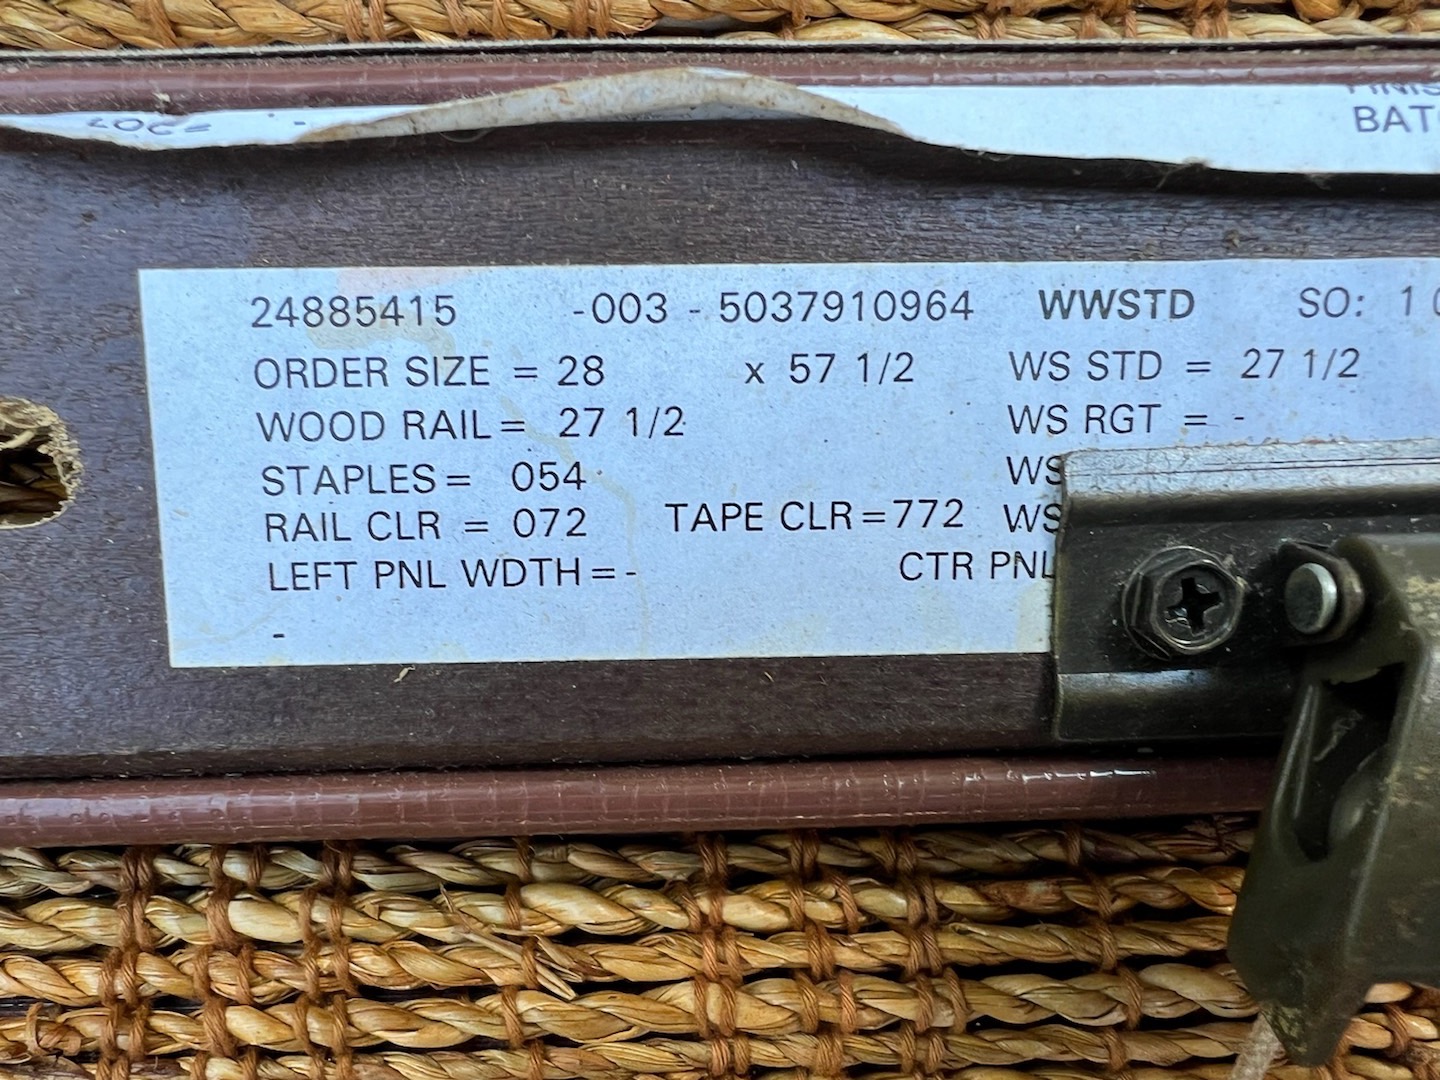 BAT
24885415 -003 - 5037910964 WWSTD SO: 1
ORDER SIZE = 28 x 57 1/2 WS STD = 27 1/2
WOOD RAIL = 27 1/2 WS RGT = -
STAPLES = 054 WS
RAIL CLR = 072 TAPE CLR = 772 WS
LEFT PNL WDTH = - CTR PNL
-